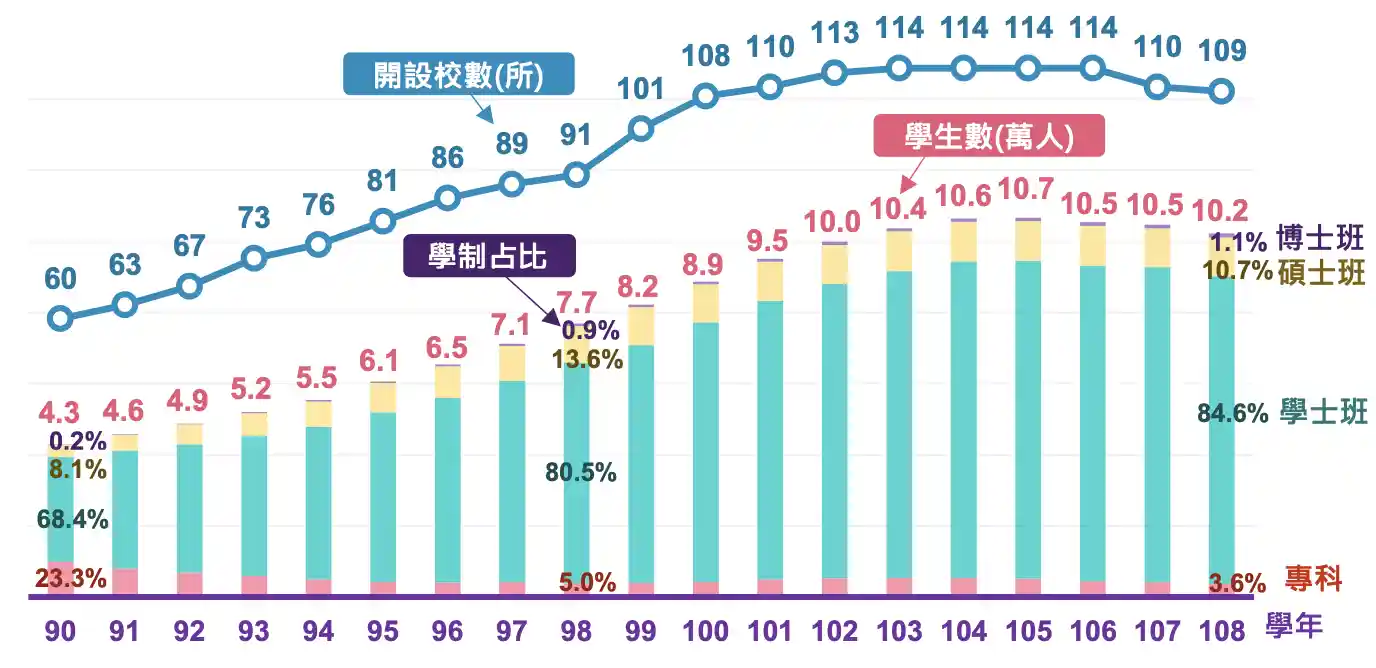 開設校數(所)
60 63 67 73 76 81 86 89 91 101 108 110 113 114 114 114 114 110 109
學生數(萬人)
4.3 4.6 4.9 5.2 5.5 6.1 6.5 7.1 7.7 8.2 8.9 9.5 10.0 10.4 10.6 10.7 10.5 10.5 10.2
學制占比
0.2% 0.9% 1.1% 博士班
8.1% 13.6% 10.7% 碩士班
68.4% 80.5% 84.6% 學士班
23.3% 5.0% 3.6% 專科
90 91 92 93 94 95 96 97 98 99 100 101 102 103 104 105 106 107 108 學年